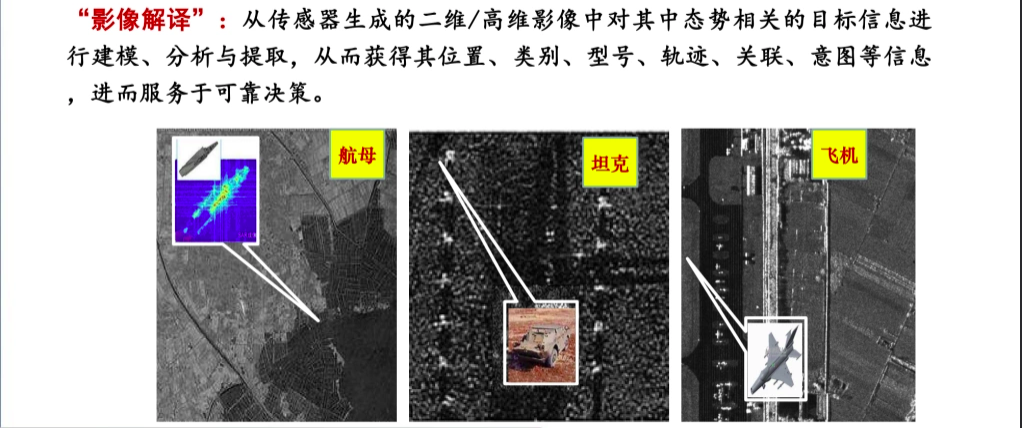 “影像解译”：从传感器生成的二维/高维影像中对其中态势相关的目标信息进
行建模、分析与提取，从而获得其位置、类别、型号、轨迹、关联、意图等信息
，进而服务于可靠决策。
航母
坦克
飞机